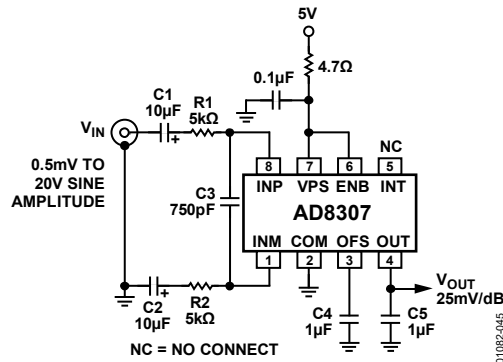 5V
4.7Ω
0.1µF
C1
10µF
R1
5kΩ
VIN
0.5mV TO
20V SINE
AMPLITUDE
C3
750pF
NC
8 7 6 5
INP VPS ENB INT
AD8307
INM COM OFS OUT
1 2 3 4
VOUT
25mV/dB
C2
10µF
R2
5kΩ
C4
1µF
C5
1µF
NC = NO CONNECT
01082-045